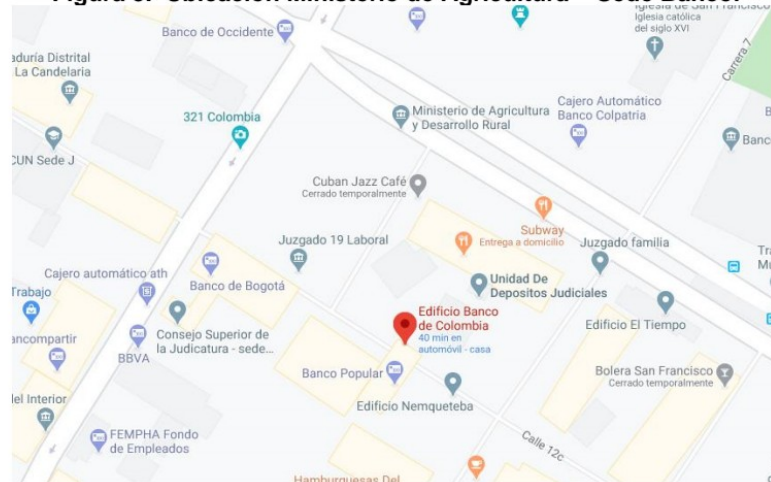 Banco de Occidente
Iglesia católica
del siglo XVI
Carrera 7
La Candelaria
321 Colombia
Ministerio de Agricultura
y Desarrollo Rural
Cajero Automático
Banco Colpatria
CUN Sede J
Cuban Jazz Café
Cerrado temporalmente
Subway
Entrega a domicilio
Juzgado 19 Laboral
Juzgado familia
Cajero automático ath
Banco de Bogotá
Unidad De
Depositos Judiciales
Trabajo
Edificio Banco
de Colombia
40 min en
automóvil - casa
Edificio El Tiempo
Consejo Superior de
la Judicatura - sede...
BBVA
Banco Popular
Bolera San Francisco
Cerrado temporalmente
Edificio Nemqueteba
FEMPHA Fondo
de Empleados
Calle 12c
Hamburguesas Del